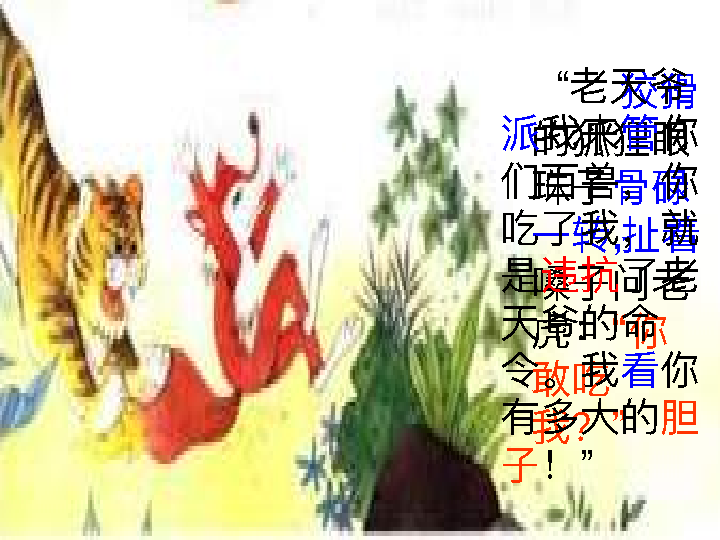 狡猾
的狐狸眼
珠子骨碌
一转,扯着
嗓子问老
虎:“你
敢吃
我?”
“老天爷
派我来管你
们百兽，你
吃了我，就
是违抗了老
天爷的命
令。我看你
有多大的胆
子！”